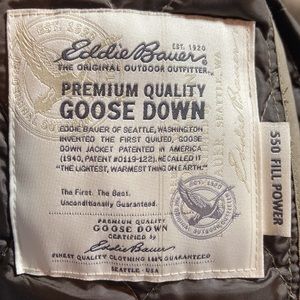 Eddie Bauer EST. 1920
THE ORIGINAL OUTDOOR OUTFITTER
PREMIUM QUALITY
GOOSE DOWN
EDDIE BAUER OF SEATTLE, WASHINGTON
INVENTED THE FIRST QUILTED, GOOSE
DOWN JACKET PATENTED IN AMERICA
(1940, PATENT #D119-122). HE CALLED IT
"THE LIGHTEST, WARMEST THING ON EARTH."
The First. The Best.
Unconditionally Guaranteed.
PREMIUM QUALITY
GOOSE DOWN
CERTIFIED by
Eddie Bauer
FINEST QUALITY CLOTHING 100% GUARANTEED
SEATTLE · USA
550 FILL POWER